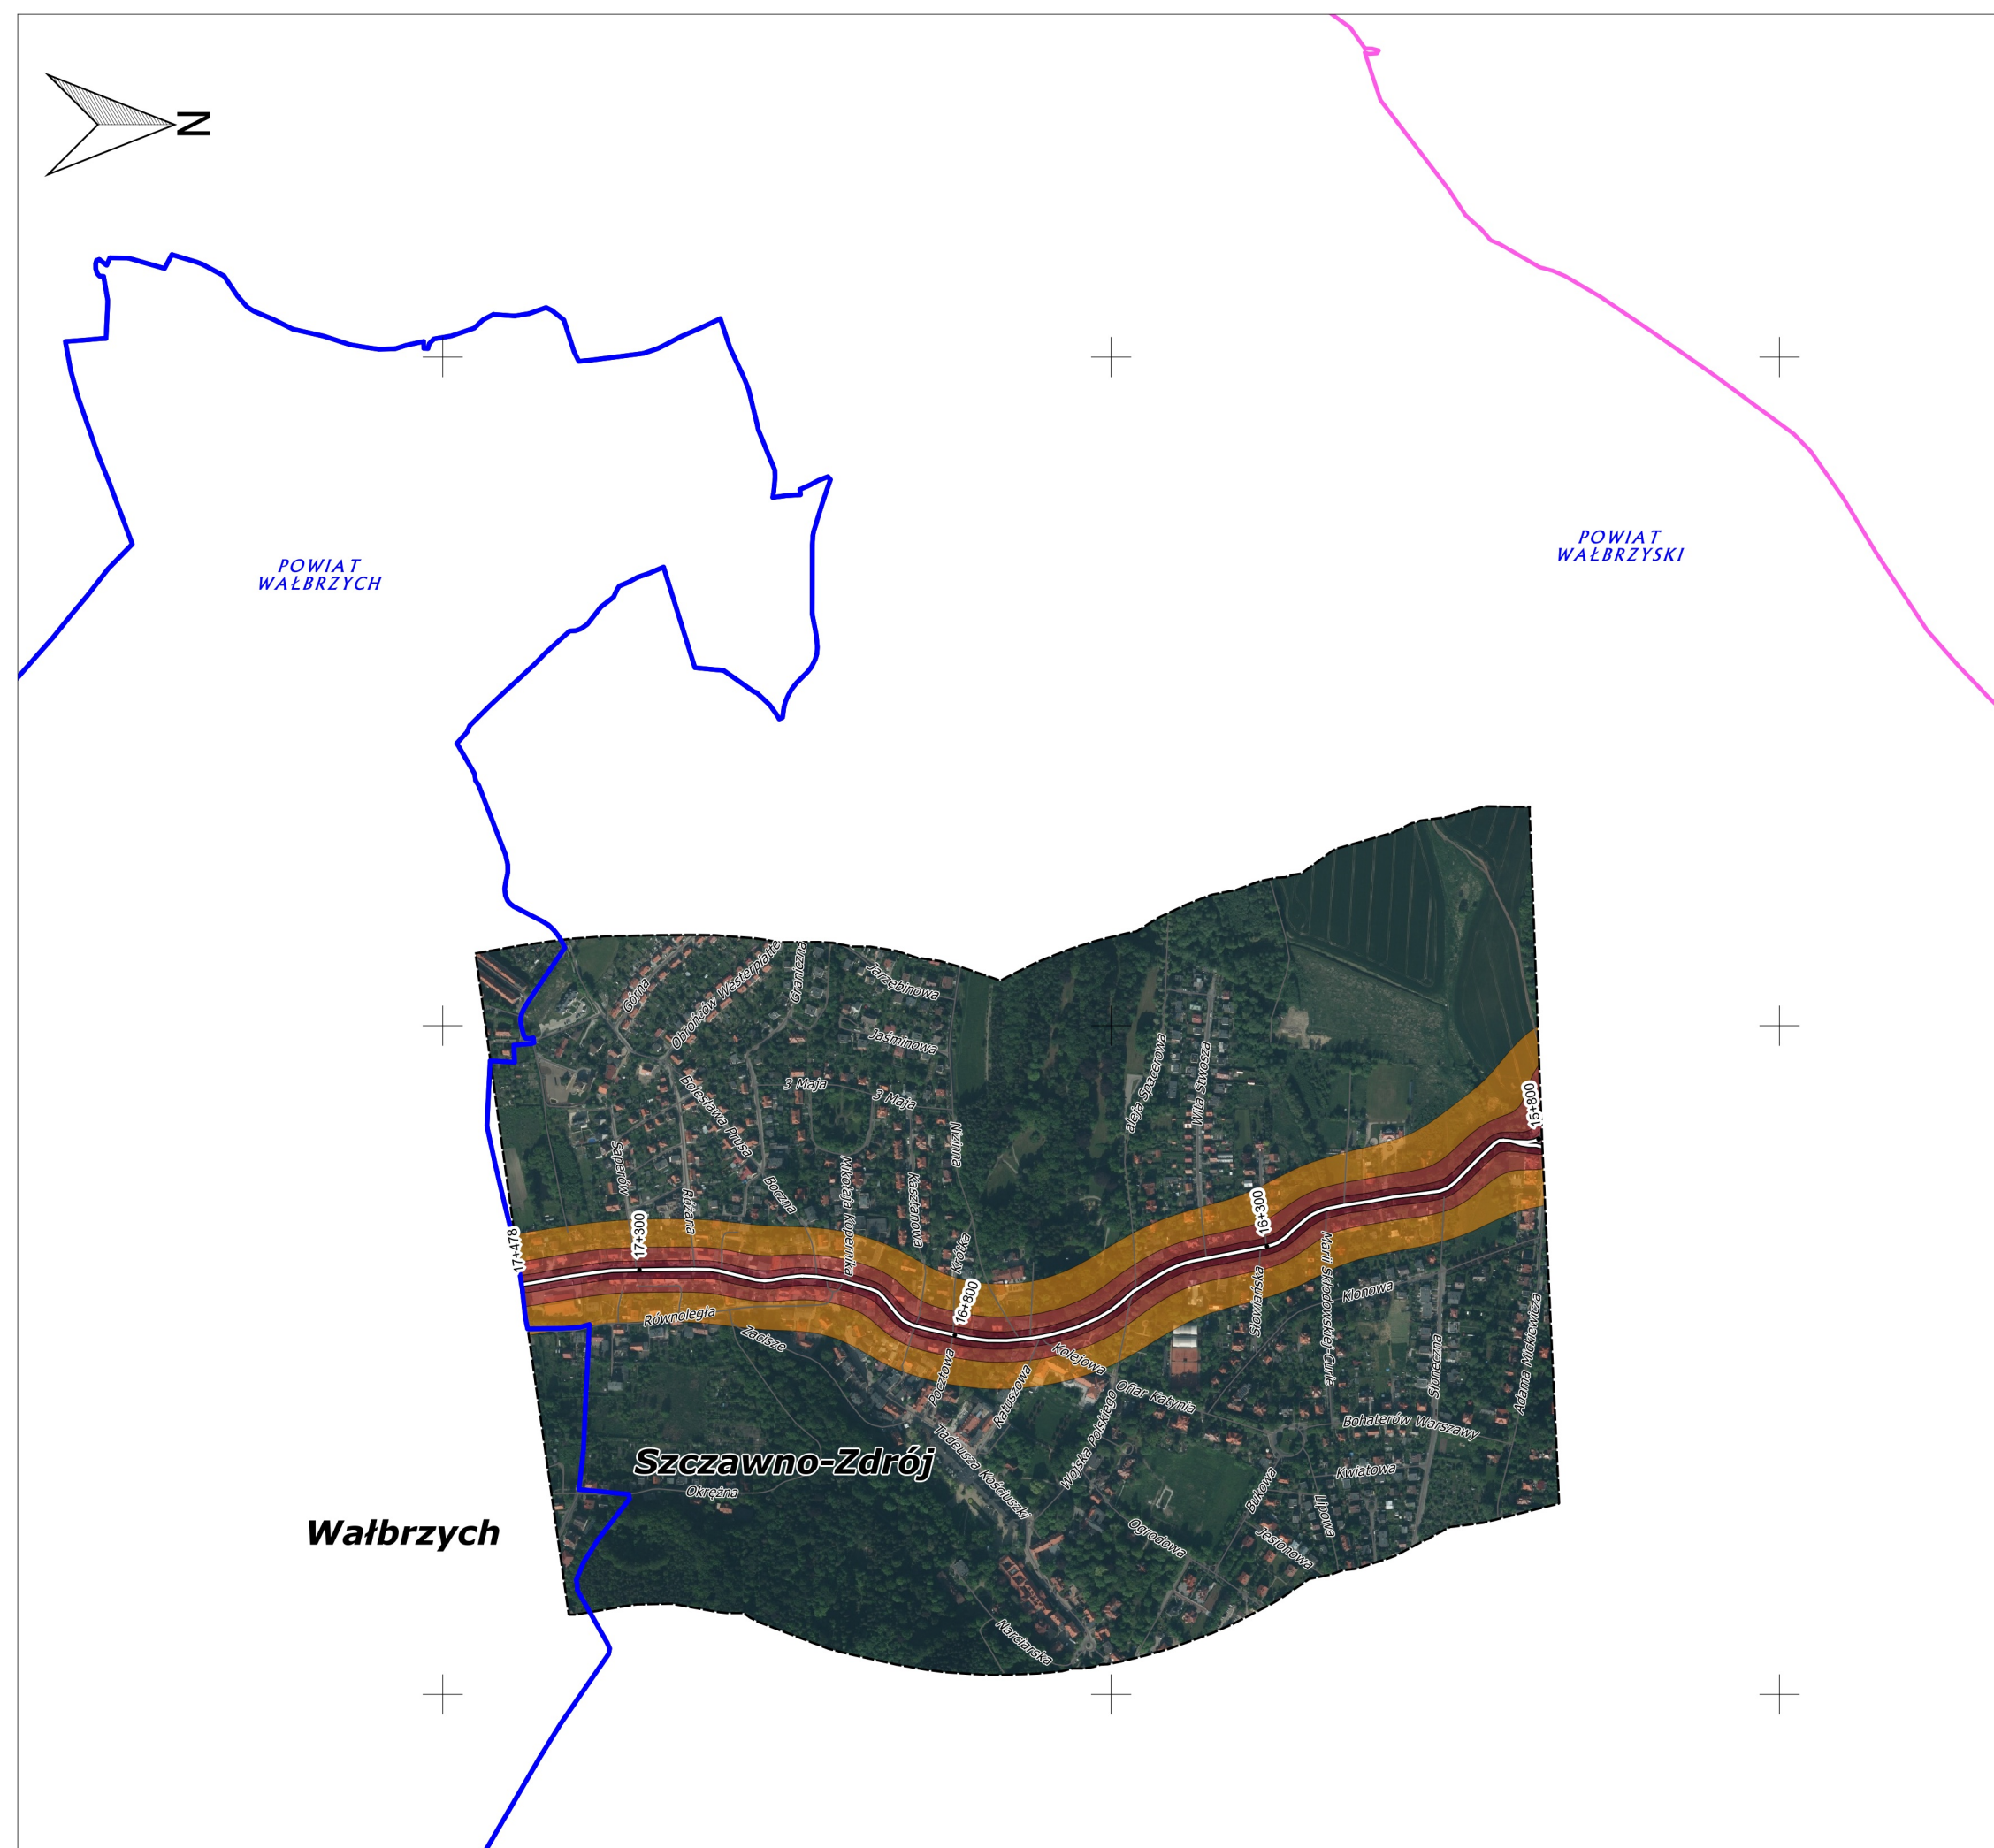 N
POWIAT
WAŁBRZYCH
POWIAT
WAŁBRZYSKI
Górna
Obrońców Westerplatte
Graniczna
Jarzębinowa
Jaśminowa
3 Maja
3 Maja
Bolesława Prusa
Saperów
Różana
Boczna
Mikołaja Kopernika
Kasztanowa
Nizinna
Krótka
aleja Spacerowa
Wita Stwosza
15+800
16+300
16+800
17+300
17+478
Równoległa
Zacisze
Pocztowa
Ratuszowa
Kolejowa
Ofiar Katynia
Wojska Polskiego
Słowiańska
Marii Skłodowskiej-Curie
Klonowa
Słoneczna
Adama Mickiewicza
Bohaterów Warszawy
Kwiatowa
Bukowa
Lipowa
Jesionowa
Ogrodowa
Tadeusza Kościuszki
Szczawno-Zdrój
Okrężna
Wałbrzych
Narciarska